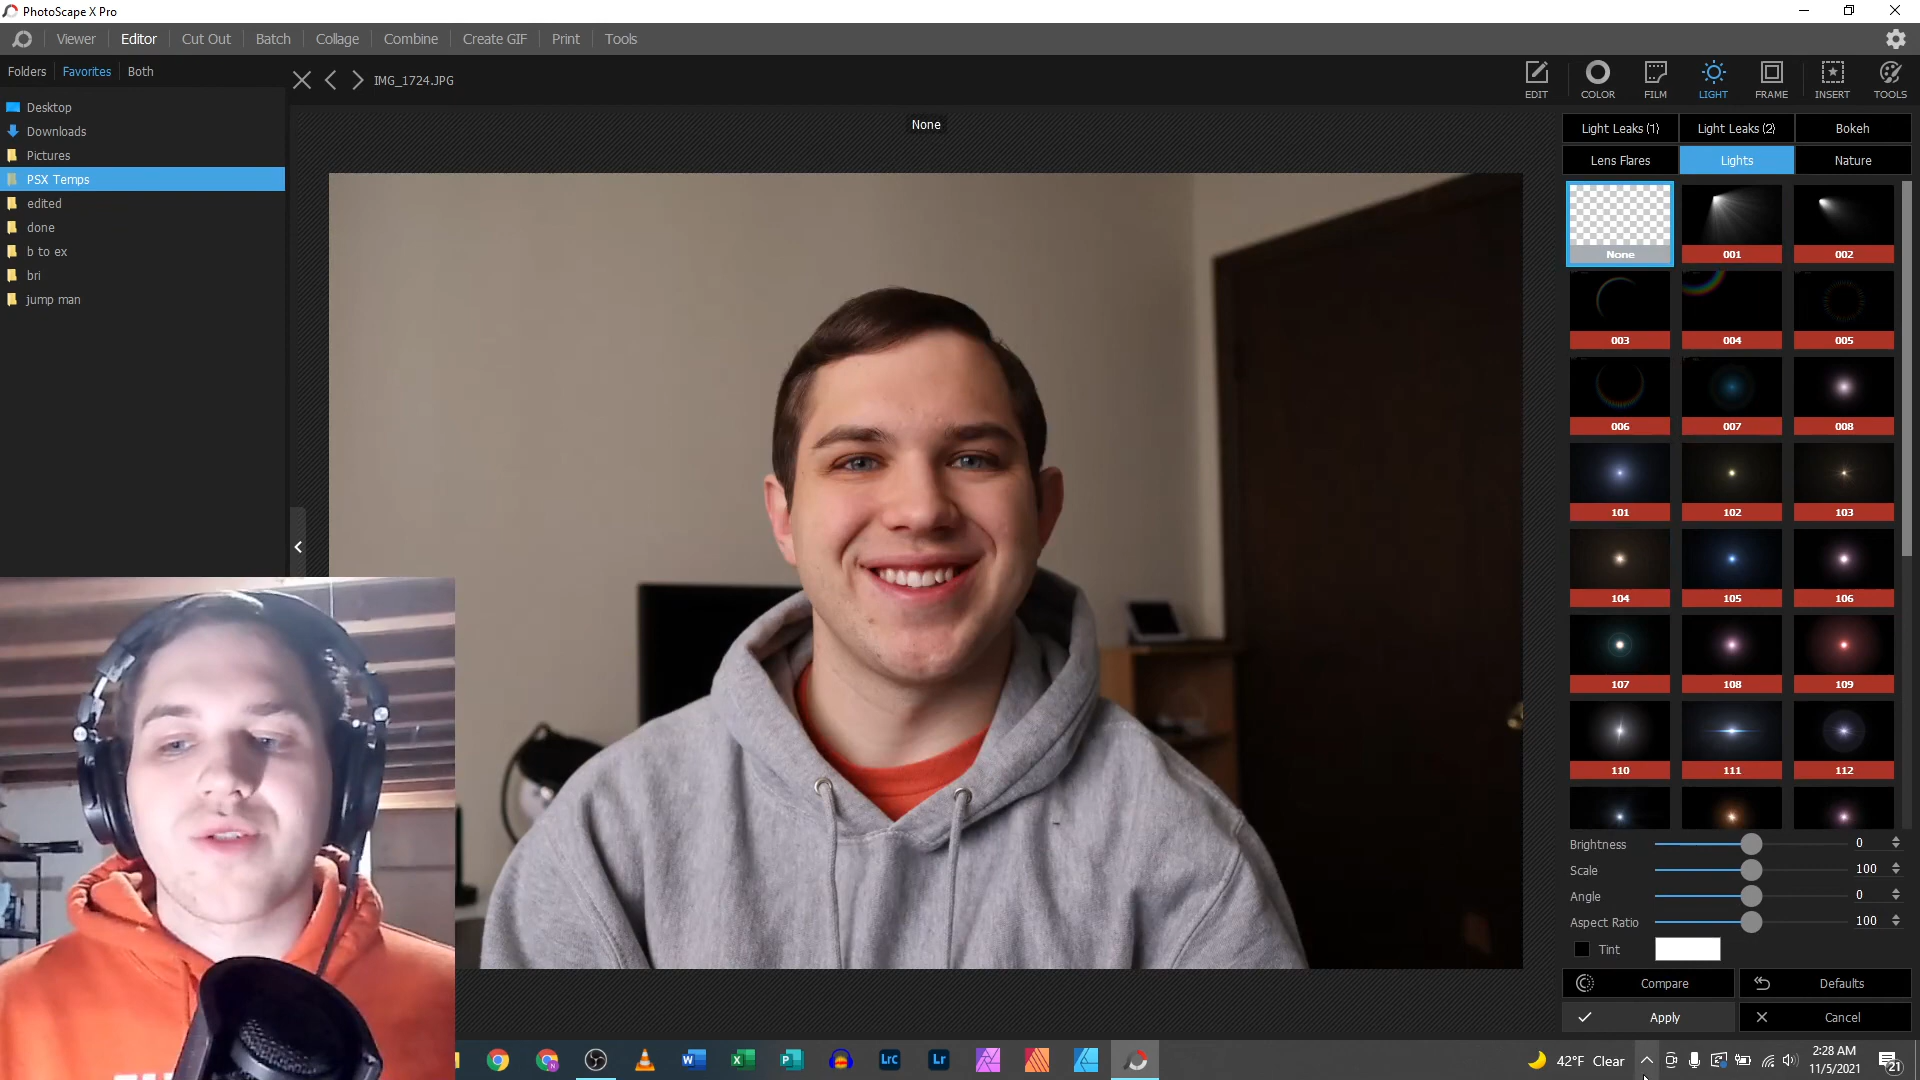 PhotoScape X Pro
Viewer Editor Cut Out Batch Collage Combine Create GIF Print Tools
Folders Favorites Both
IMG_1724.JPG
EDIT COLOR FILM LIGHT FRAME INSERT TOOLS
Desktop
Downloads
Pictures
PSX Temps
edited
done
b to ex
bri
jump man
None
Light Leaks (1) Light Leaks (2) Bokeh
Lens Flares Lights Nature
None 001 002
003 004 005
006 007 008
101 102 103
104 105 106
107 108 109
110 111 112
Brightness 0
Scale 100
Angle 0
Aspect Ratio 100
Tint
Compare Defaults
Apply Cancel
W X P LrC Lr
42°F Clear
2:28 AM
11/5/2021
21